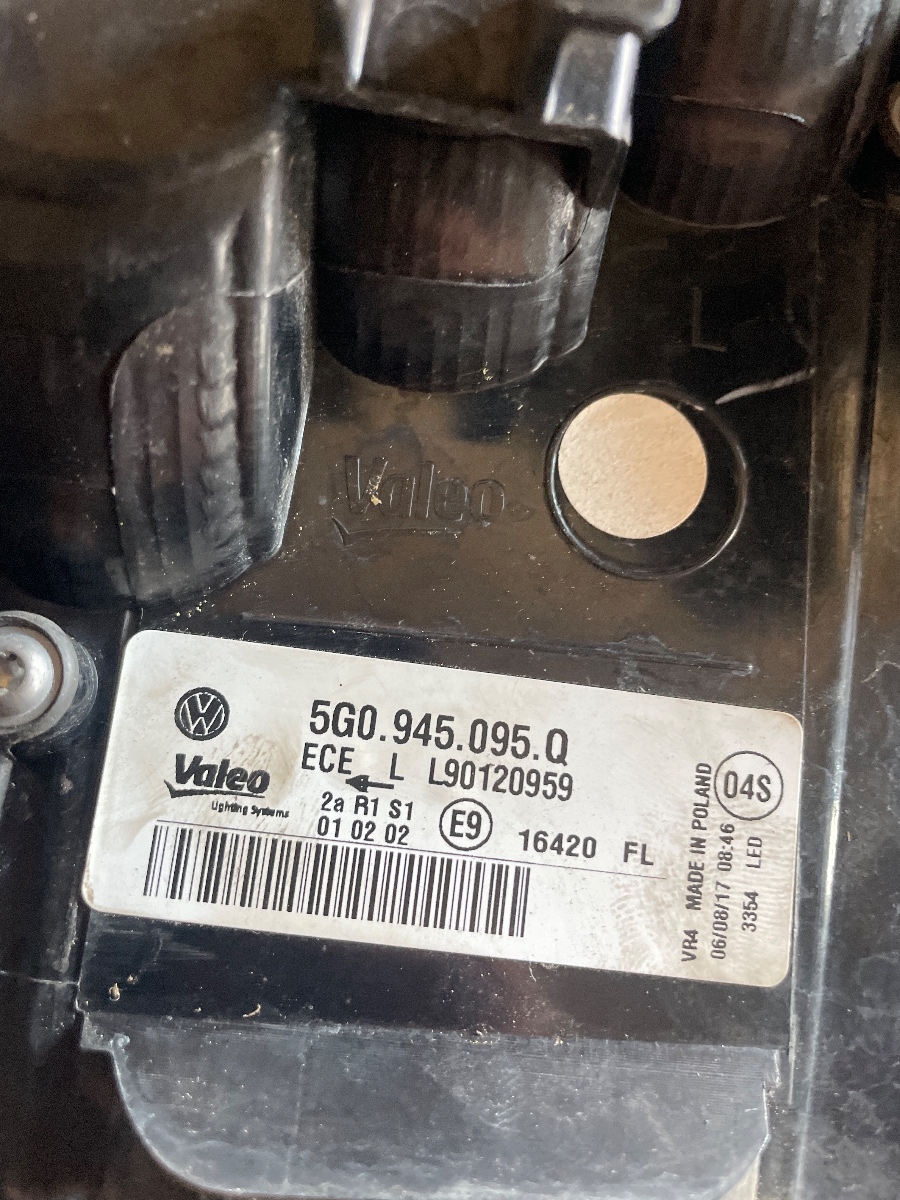 L
Valeo
5G0.945.095.Q
ECE L L90120959
Valeo
Lighting Systems
2a R1 S1
01 02 02
E9
16420 FL
04S
VR4 MADE IN POLAND
06/08/17 08:46
3354 LED